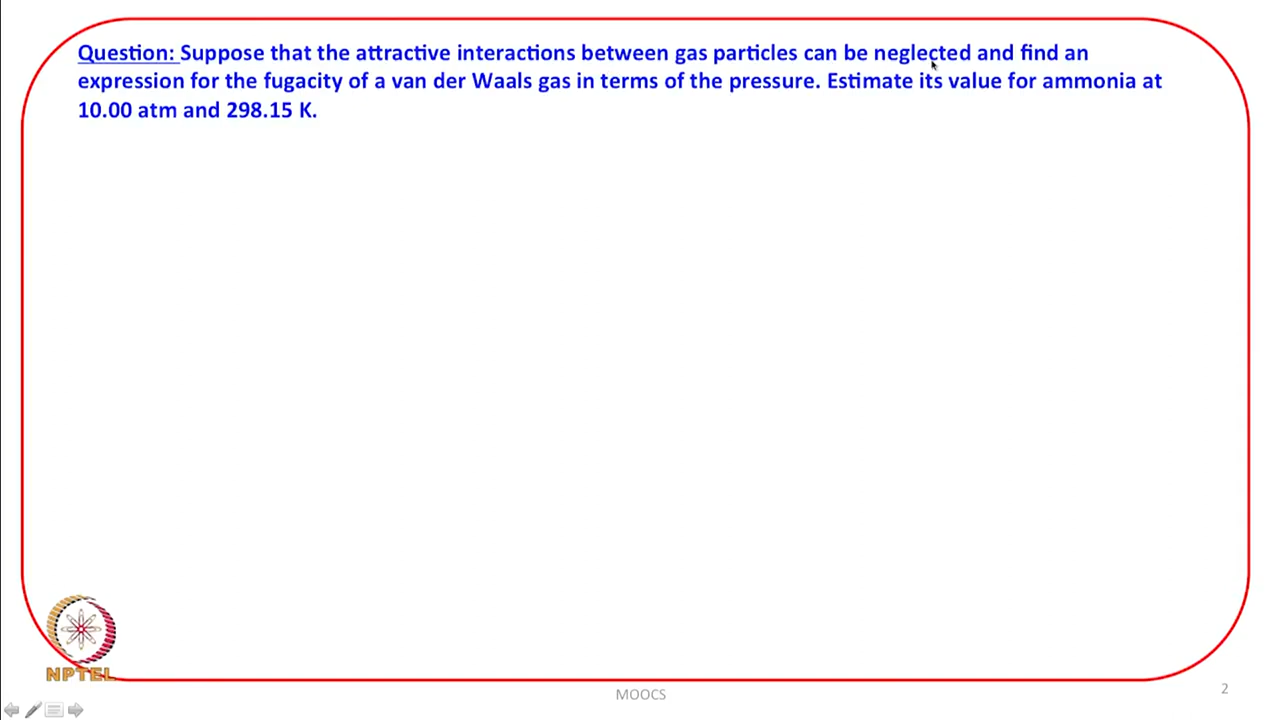 Question: Suppose that the attractive interactions between gas particles can be neglected and find an
expression for the fugacity of a van der Waals gas in terms of the pressure. Estimate its value for ammonia at
10.00 atm and 298.15 K.
NPTEL
MOOCS
2